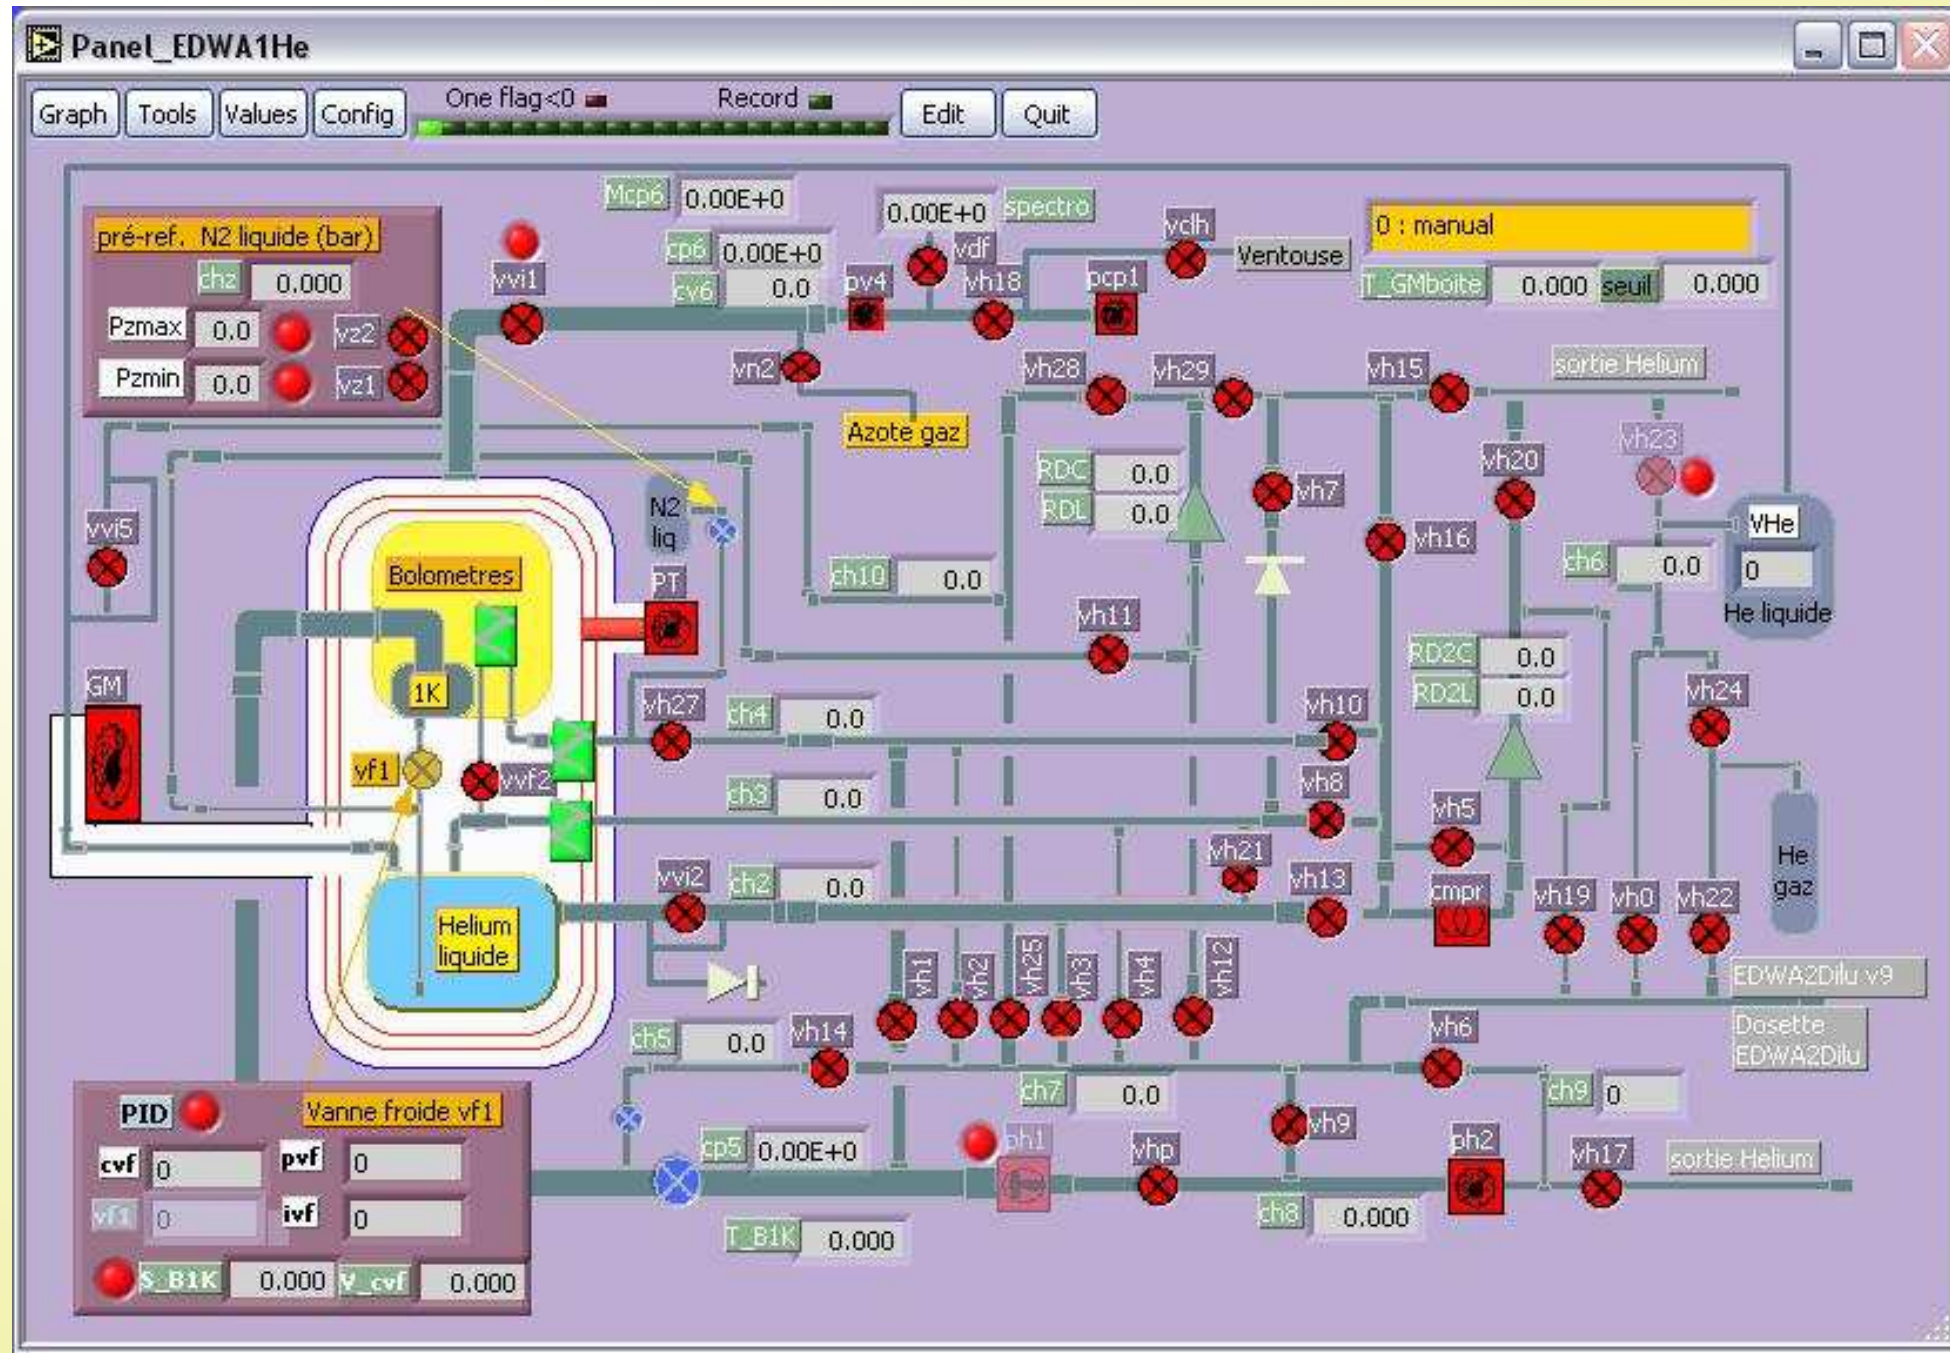 Panel_EDWA1He
Graph Tools Values Config One flag<0 Record Edit Quit
Mcp6 0.00E+0
0.00E+0 spectro
vclh
0 : manual
pré-ref. N2 liquide (bar)
chz 0.000
Pzmax 0.0 vz2
Pzmin 0.0 vz1
vvi1
cp6 0.00E+0
cv6 0.0
pv4
vdf
vh18
pcp1
Ventouse
T_GMboite 0.000 seuil 0.000
vn2
vh28
vh29
vh15
sortie Helium
Azote gaz
vh23
RDC 0.0
RDL 0.0
vh7
vh20
vvi5
N2
liq
vh16
VHe
0
He liquide
Bolometres
PT
ch10 0.0
ch6 0.0
vh11
RD2C 0.0
RD2L 0.0
GM
1K
vh27
ch4 0.0
vh10
vh24
vf1
vvf2
ch3 0.0
vh8
vh5
vh21
He
gaz
vvi2
ch2 0.0
vh13
cmpr
vh19
vh0
vh22
Helium
liquide
vh1
vh2
vh25
vh3
vh4
vh12
EDWA2Dilu v9
ch5 0.0
vh14
vh6
Dosette
EDWA2Dilu
PID
Vanne froide vf1
ch7 0.0
ch9 0
vh9
cvf 0
pvf 0
vf1 0
ivf 0
cp5 0.00E+0
ph1
vhp
ph2
vh17
sortie Helium
T_B1K 0.000
ch8 0.000
S_B1K 0.000 V_cvf 0.000